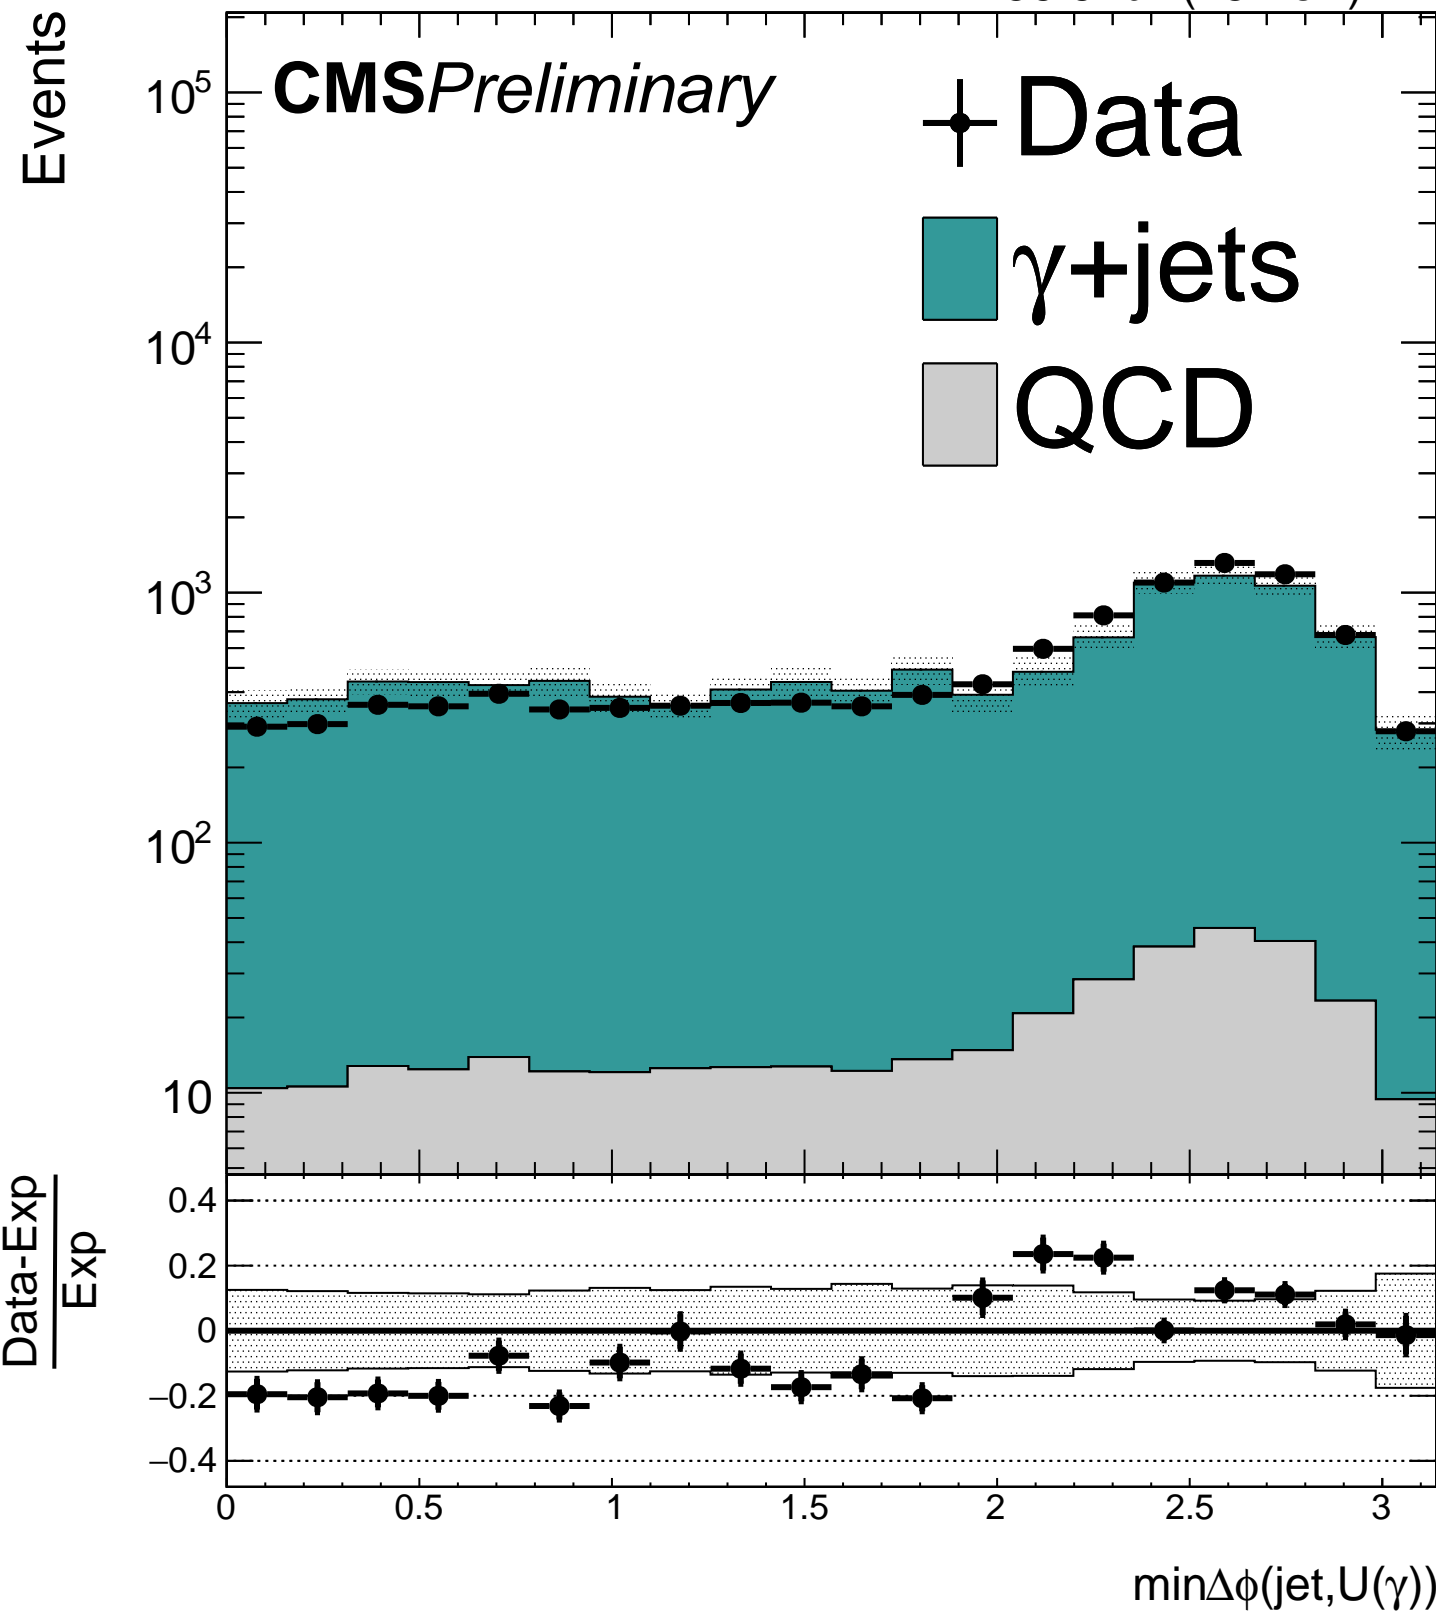 Events
CMSPreliminary
Data
γ+jets
QCD
10⁵
10⁴
10³
10²
10
Data-Exp
Exp
0.4
0.2
0
−0.2
−0.4
0 0.5 1 1.5 2 2.5 3
minΔϕ(jet,U(γ))